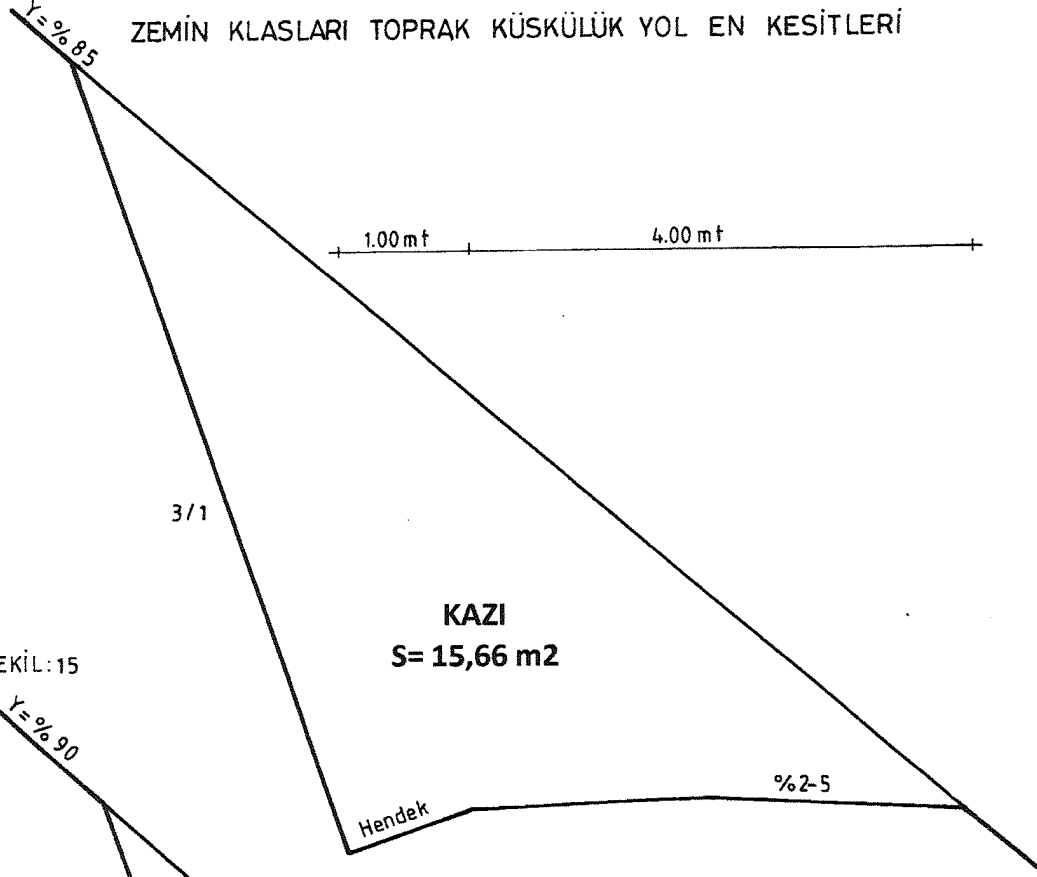 ZEMİN KLASLARI TOPRAK KÜSKÜLÜK YOL EN KESİTLERİ
Y=%85
1.00 mt
4.00 mt
3/1
KAZI
S= 15,66 m2
EKİL:15
Y=%90
Hendek
%2-5